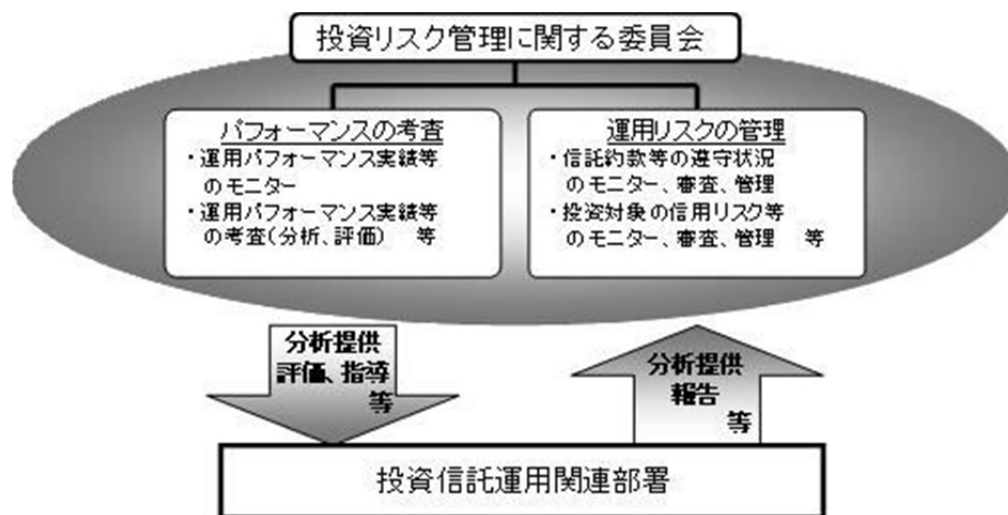 投資リスク管理に関する委員会
パフォーマンスの考査
・運用パフォーマンス実績等
のモニター
・運用パフォーマンス実績等
の考査(分析、評価) 等
運用リスクの管理
・信託約款等の遵守状況
のモニター、審査、管理
・投資対象の信用リスク等
のモニター、審査、管理 等
分析提供
評価、指導
等
分析提供
報告
等
投資信託運用関連部署